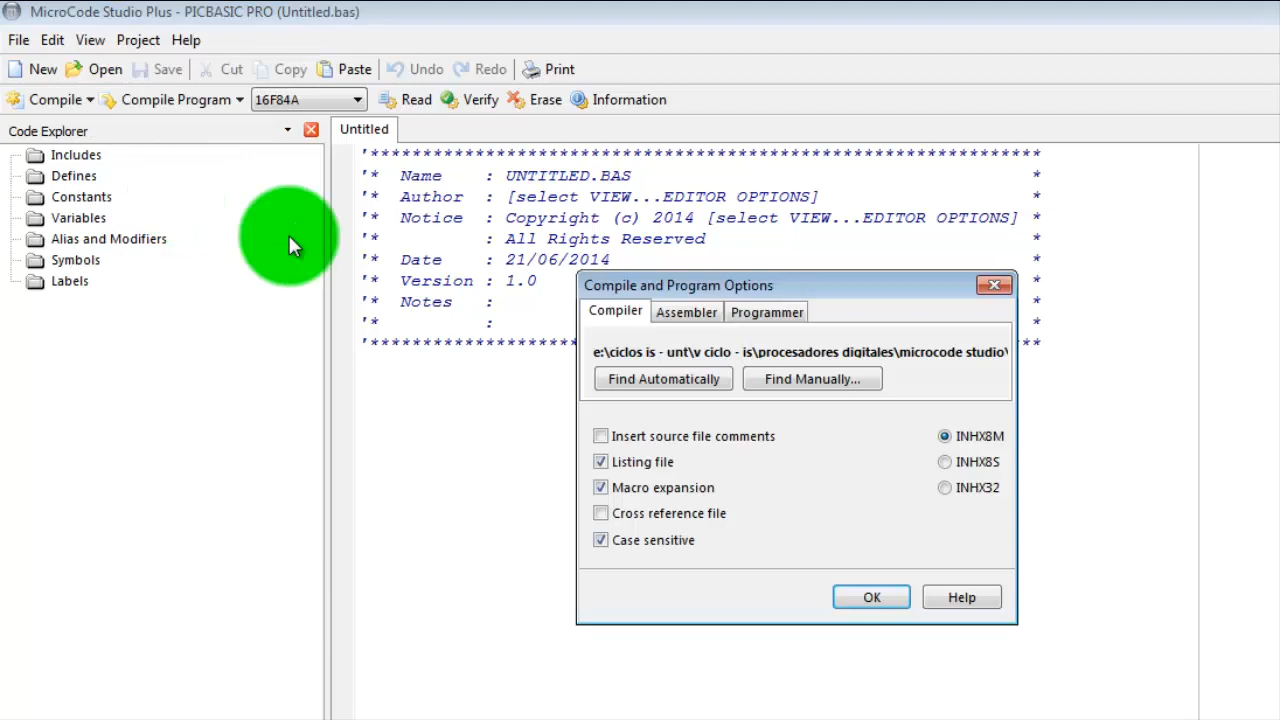 MicroCode Studio Plus - PICBASIC PRO (Untitled.bas)
File Edit View Project Help
New Open Save Cut Copy Paste Undo Redo Print
Compile Compile Program 16F84A Read Verify Erase Information
Code Explorer
Includes
Defines
Constants
Variables
Alias and Modifiers
Symbols
Labels
Untitled
'****************************************************************
'* Name : UNTITLED.BAS *
'* Author : [select VIEW...EDITOR OPTIONS] *
'* Notice : Copyright (c) 2014 [select VIEW...EDITOR OPTIONS] *
'* : All Rights Reserved *
'* Date : 21/06/2014 *
'* Version : 1.0 *
'* Notes : *
'* : *
'****************************************************************
Compile and Program Options
Compiler Assembler Programmer
e:\ciclos is - unt\v ciclo - is\procesadores digitales\microcode studio\
Find Automatically Find Manually...
Insert source file comments INHX8M
Listing file INHX8S
Macro expansion INHX32
Cross reference file
Case sensitive
OK Help